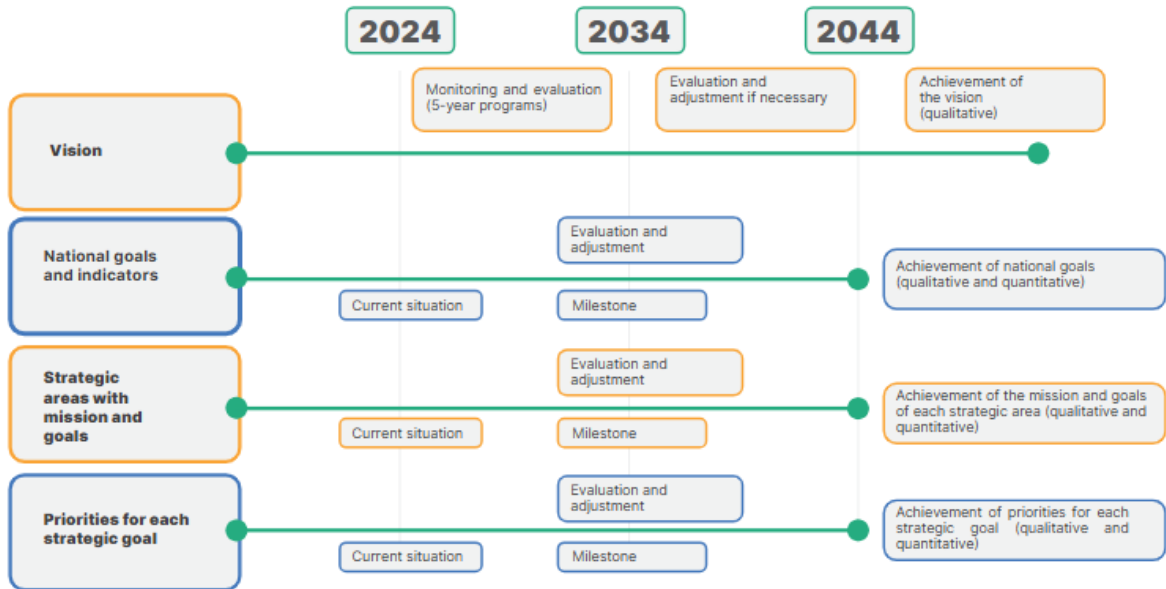 2024
2034
2044
Monitoring and evaluation
(5-year programs)
Evaluation and
adjustment if necessary
Achievement of
the vision
(qualitative)
Vision
National goals
and indicators
Evaluation and
adjustment
Current situation
Milestone
Achievement of national goals
(qualitative and quantitative)
Strategic
areas with
mission and
goals
Evaluation and
adjustment
Current situation
Milestone
Achievement of the mission and goals
of each strategic area (qualitative and
quantitative)
Priorities for each
strategic goal
Evaluation and
adjustment
Current situation
Milestone
Achievement of priorities for each
strategic goal (qualitative and
quantitative)